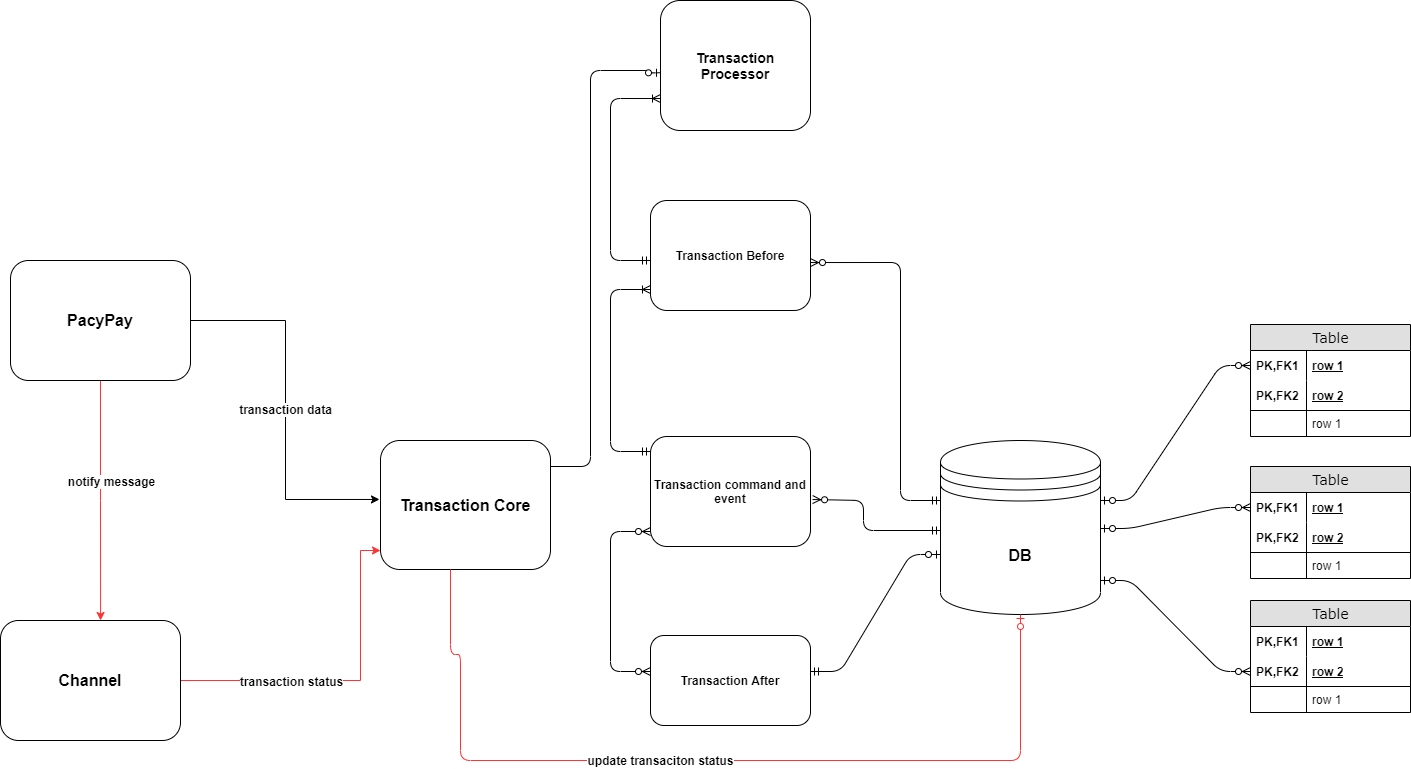 Transaction
Processor
Transaction Before
PacyPay
transaction data
notify message
Transaction Core
Transaction command and
event
DB
Channel
transaction status
Transaction After
update transaciton status
Table
PK,FK1 row 1
PK,FK2 row 2
row 1
Table
PK,FK1 row 1
PK,FK2 row 2
row 1
Table
PK,FK1 row 1
PK,FK2 row 2
row 1